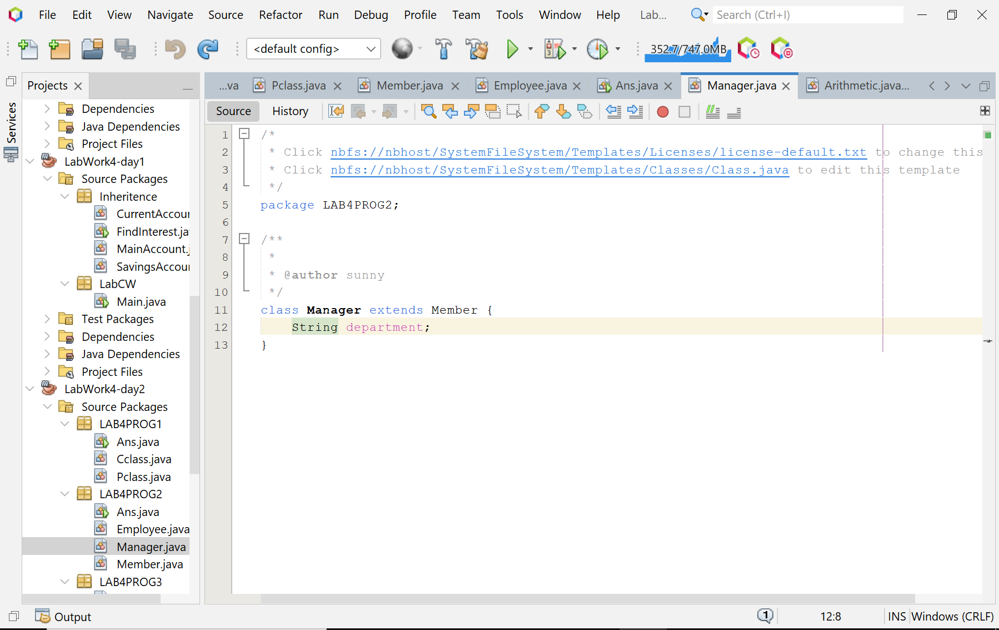 File Edit View Navigate Source Refactor Run Debug Profile Team Tools Window Help Lab... Search (Ctrl+I)
<default config> 352.7/747.0MB
Services
Projects
Dependencies
Java Dependencies
Project Files
LabWork4-day1
Source Packages
Inheritence
CurrentAccour
FindInterest.ja
MainAccount.j
SavingsAccour
LabCW
Main.java
Test Packages
Dependencies
Java Dependencies
Project Files
LabWork4-day2
Source Packages
LAB4PROG1
Ans.java
Cclass.java
Pclass.java
LAB4PROG2
Ans.java
Employee.java
Manager.java
Member.java
LAB4PROG3
...va Pclass.java Member.java Employee.java Ans.java Manager.java Arithmetic.java...
Source History
1 /*
2 * Click nbfs://nbhost/SystemFileSystem/Templates/Licenses/license-default.txt to change this
3 * Click nbfs://nbhost/SystemFileSystem/Templates/Classes/Class.java to edit this template
4 */
5 package LAB4PROG2;
6
7 /**
8 *
9 * @author sunny
10 */
11 class Manager extends Member {
12 String department;
13 }
Output 1 12:8 INS Windows (CRLF)